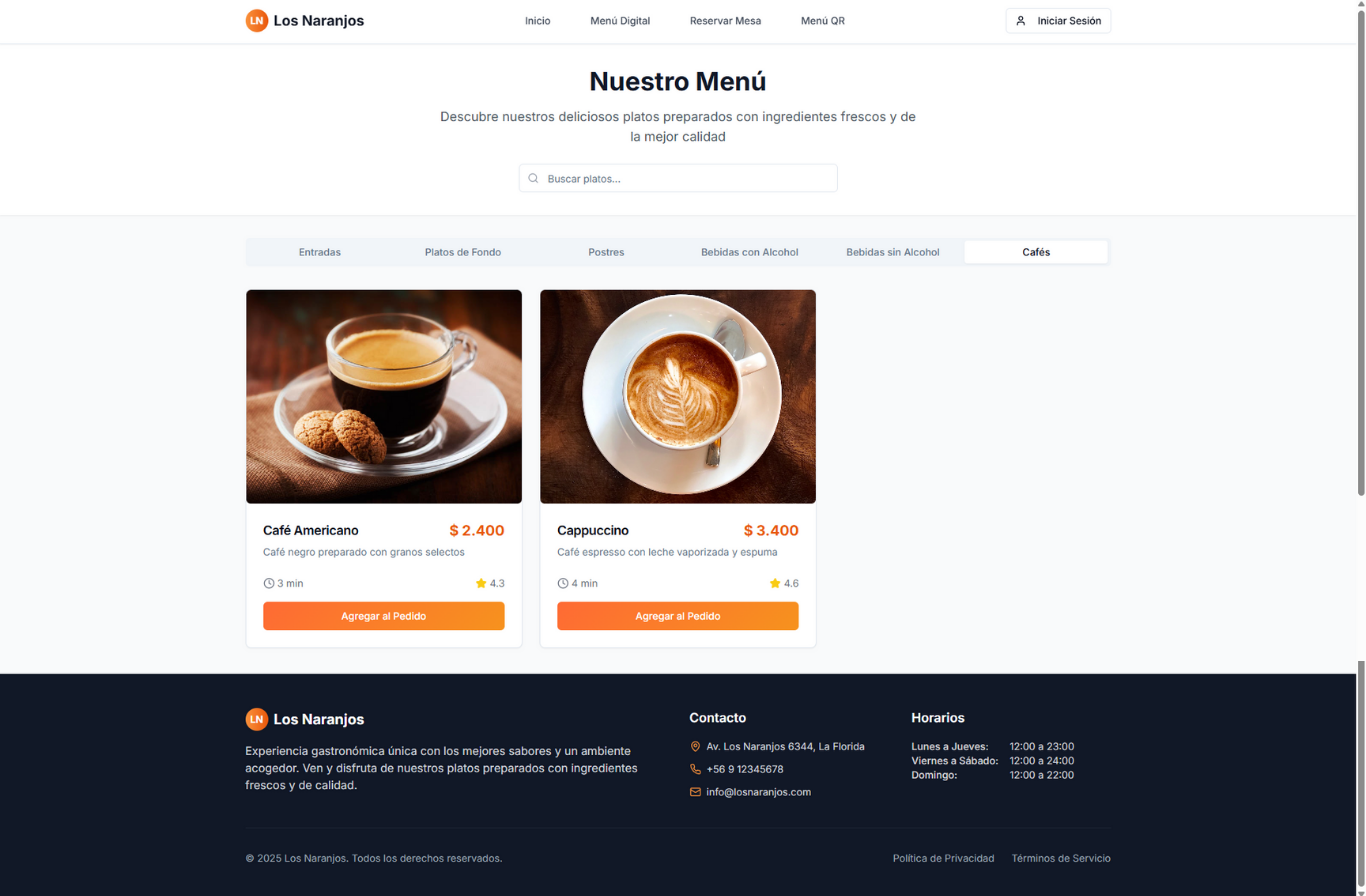 LN Los Naranjos
Inicio
Menú Digital
Reservar Mesa
Menú QR
Iniciar Sesión
Nuestro Menú
Descubre nuestros deliciosos platos preparados con ingredientes frescos y de
la mejor calidad
Buscar platos...
Entradas
Platos de Fondo
Postres
Bebidas con Alcohol
Bebidas sin Alcohol
Cafés
Café Americano
$ 2.400
Café negro preparado con granos selectos
3 min
4.3
Agregar al Pedido
Cappuccino
$ 3.400
Café espresso con leche vaporizada y espuma
4 min
4.6
Agregar al Pedido
LN Los Naranjos
Experiencia gastronómica única con los mejores sabores y un ambiente
acogedor. Ven y disfruta de nuestros platos preparados con ingredientes
frescos y de calidad.
Contacto
Av. Los Naranjos 6344, La Florida
+56 9 12345678
info@losnaranjos.com
Horarios
Lunes a Jueves: 12:00 a 23:00
Viernes a Sábado: 12:00 a 24:00
Domingo: 12:00 a 22:00
© 2025 Los Naranjos. Todos los derechos reservados.
Política de Privacidad
Términos de Servicio